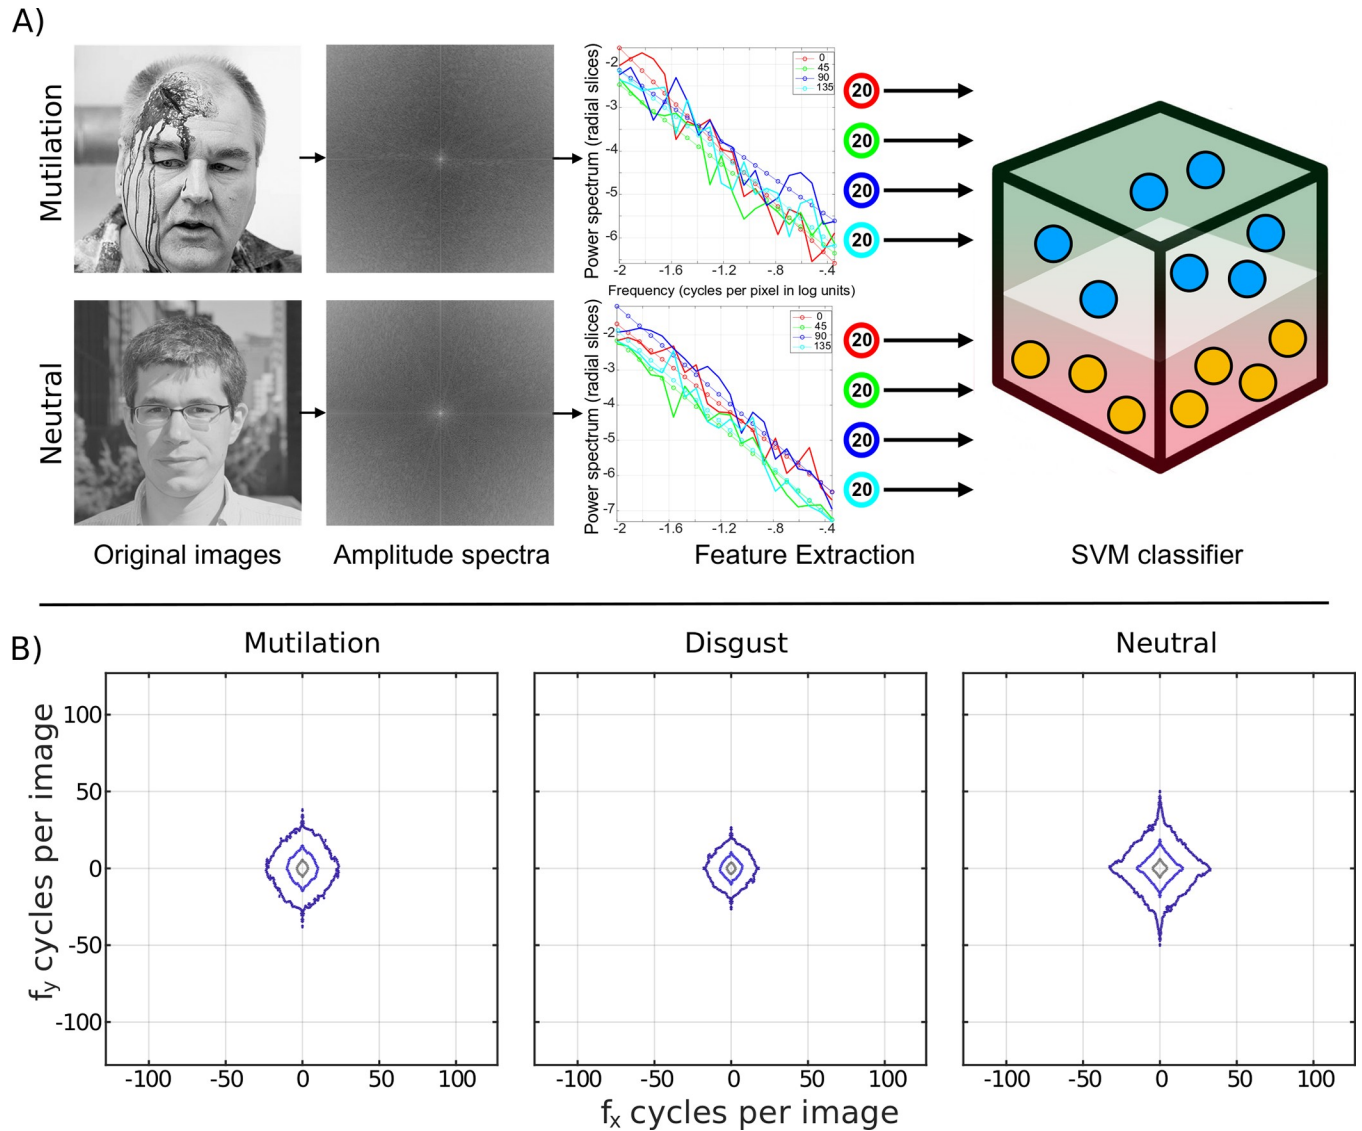 A)
Mutilation
Power spectrum (radial slices)
-2
-3
-4
-5
-6
0
45
90
135
-2 -1.6 -1.2 -.8 -.4
Frequency (cycles per pixel in log units)
20
20
20
20
Neutral
Power spectrum (radial slices)
-2
-3
-4
-5
-6
-7
0
45
90
135
-2 -1.6 -1.2 -.8 -.4
20
20
20
20
Original images Amplitude spectra Feature Extraction SVM classifier
B)
Mutilation Disgust Neutral
fy cycles per image
100
50
0
-50
-100
-100 -50 0 50 100 -100 -50 0 50 100 -100 -50 0 50 100
fx cycles per image